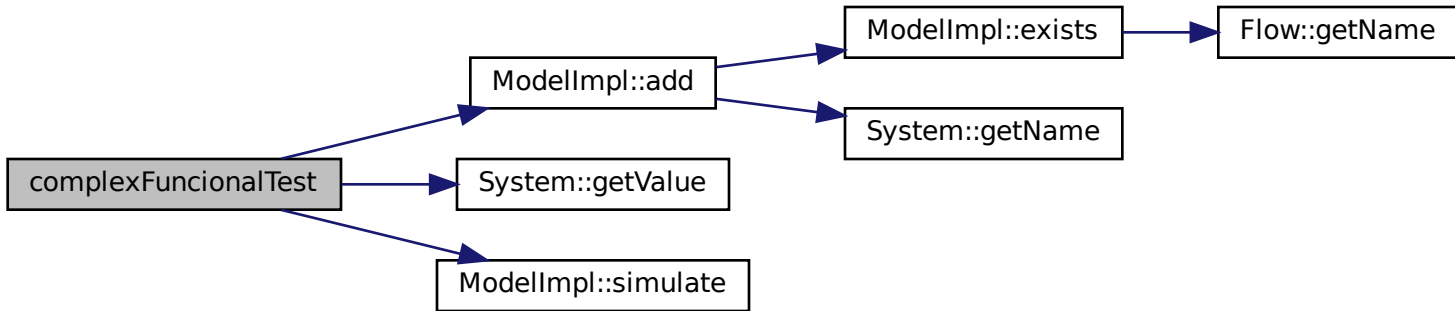 ModelImpl::exists
Flow::getName
ModelImpl::add
System::getName
complexFuncionalTest
System::getValue
ModelImpl::simulate